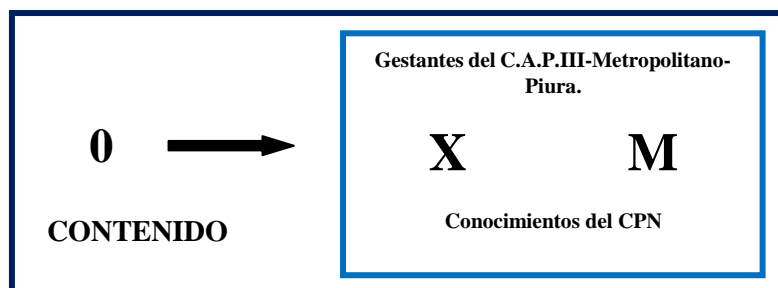 Gestantes del C.A.P.III-Metropolitano-
Piura.
0
X M
CONTENIDO
Conocimientos del CPN